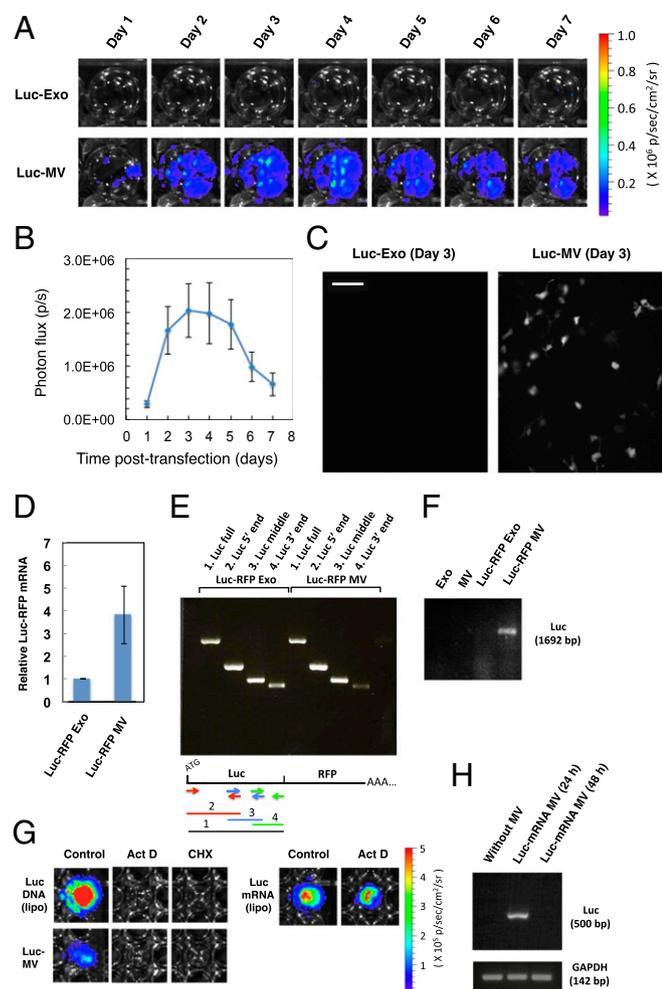 A
Day 1 Day 2 Day 3 Day 4 Day 5 Day 6 Day 7
Luc-Exo
Luc-MV
1.0
0.8
0.6
0.4
0.2
( X 10⁶ p/sec/cm²/sr )
B
Photon flux (p/s)
3.0E+06
2.0E+06
1.0E+06
0.0E+00
0 1 2 3 4 5 6 7 8
Time post-transfection (days)
C
Luc-Exo (Day 3) Luc-MV (Day 3)
D
Relative Luc-RFP mRNA
7
6
5
4
3
2
1
0
Luc-RFP Exo
Luc-RFP MV
E
1. Luc full
2. Luc 5' end
3. Luc middle
4. Luc 3' end
1. Luc full
2. Luc 5' end
3. Luc middle
4. Luc 3' end
Luc-RFP Exo Luc-RFP MV
ATG
Luc RFP AAA...
2
3
1
4
F
Exo
MV
Luc-RFP Exo
Luc-RFP MV
Luc
(1692 bp)
G
Control Act D CHX
Luc
DNA
(lipo)
Luc-
MV
Control Act D
Luc
mRNA
(lipo)
5
4
3
2
1
( X 10⁵ p/sec/cm²/sr )
H
Without MV
Luc-mRNA MV (24 h)
Luc-mRNA MV (48 h)
Luc
(500 bp)
GAPDH
(142 bp)